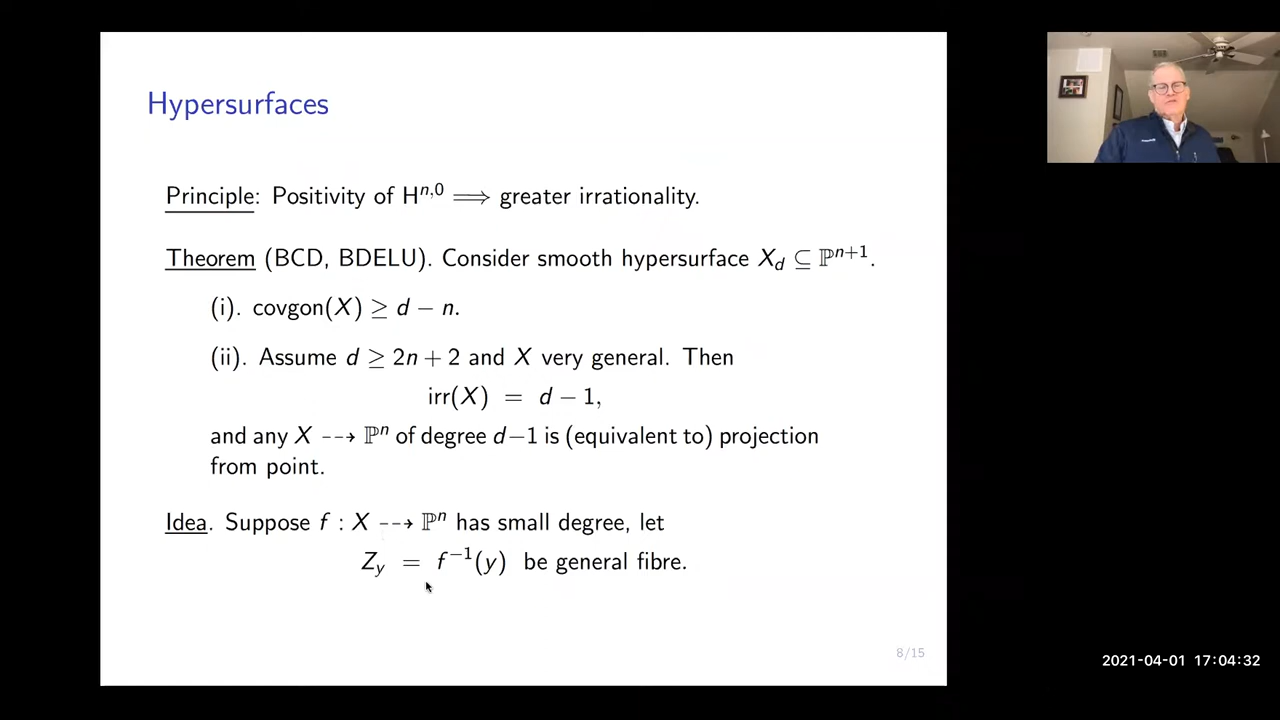 Hypersurfaces
Principle: Positivity of H^{n,0} ⟹ greater irrationality.
Theorem (BCD, BDELU). Consider smooth hypersurface X_d ⊆ ℙ^{n+1}.
(i). covgon(X) ≥ d − n.
(ii). Assume d ≥ 2n + 2 and X very general. Then
irr(X) = d − 1,
and any X ⇢ ℙ^n of degree d−1 is (equivalent to) projection
from point.
Idea. Suppose f : X ⇢ ℙ^n has small degree, let
Z_y = f^{−1}(y) be general fibre.
8/15
2021-04-01 17:04:32